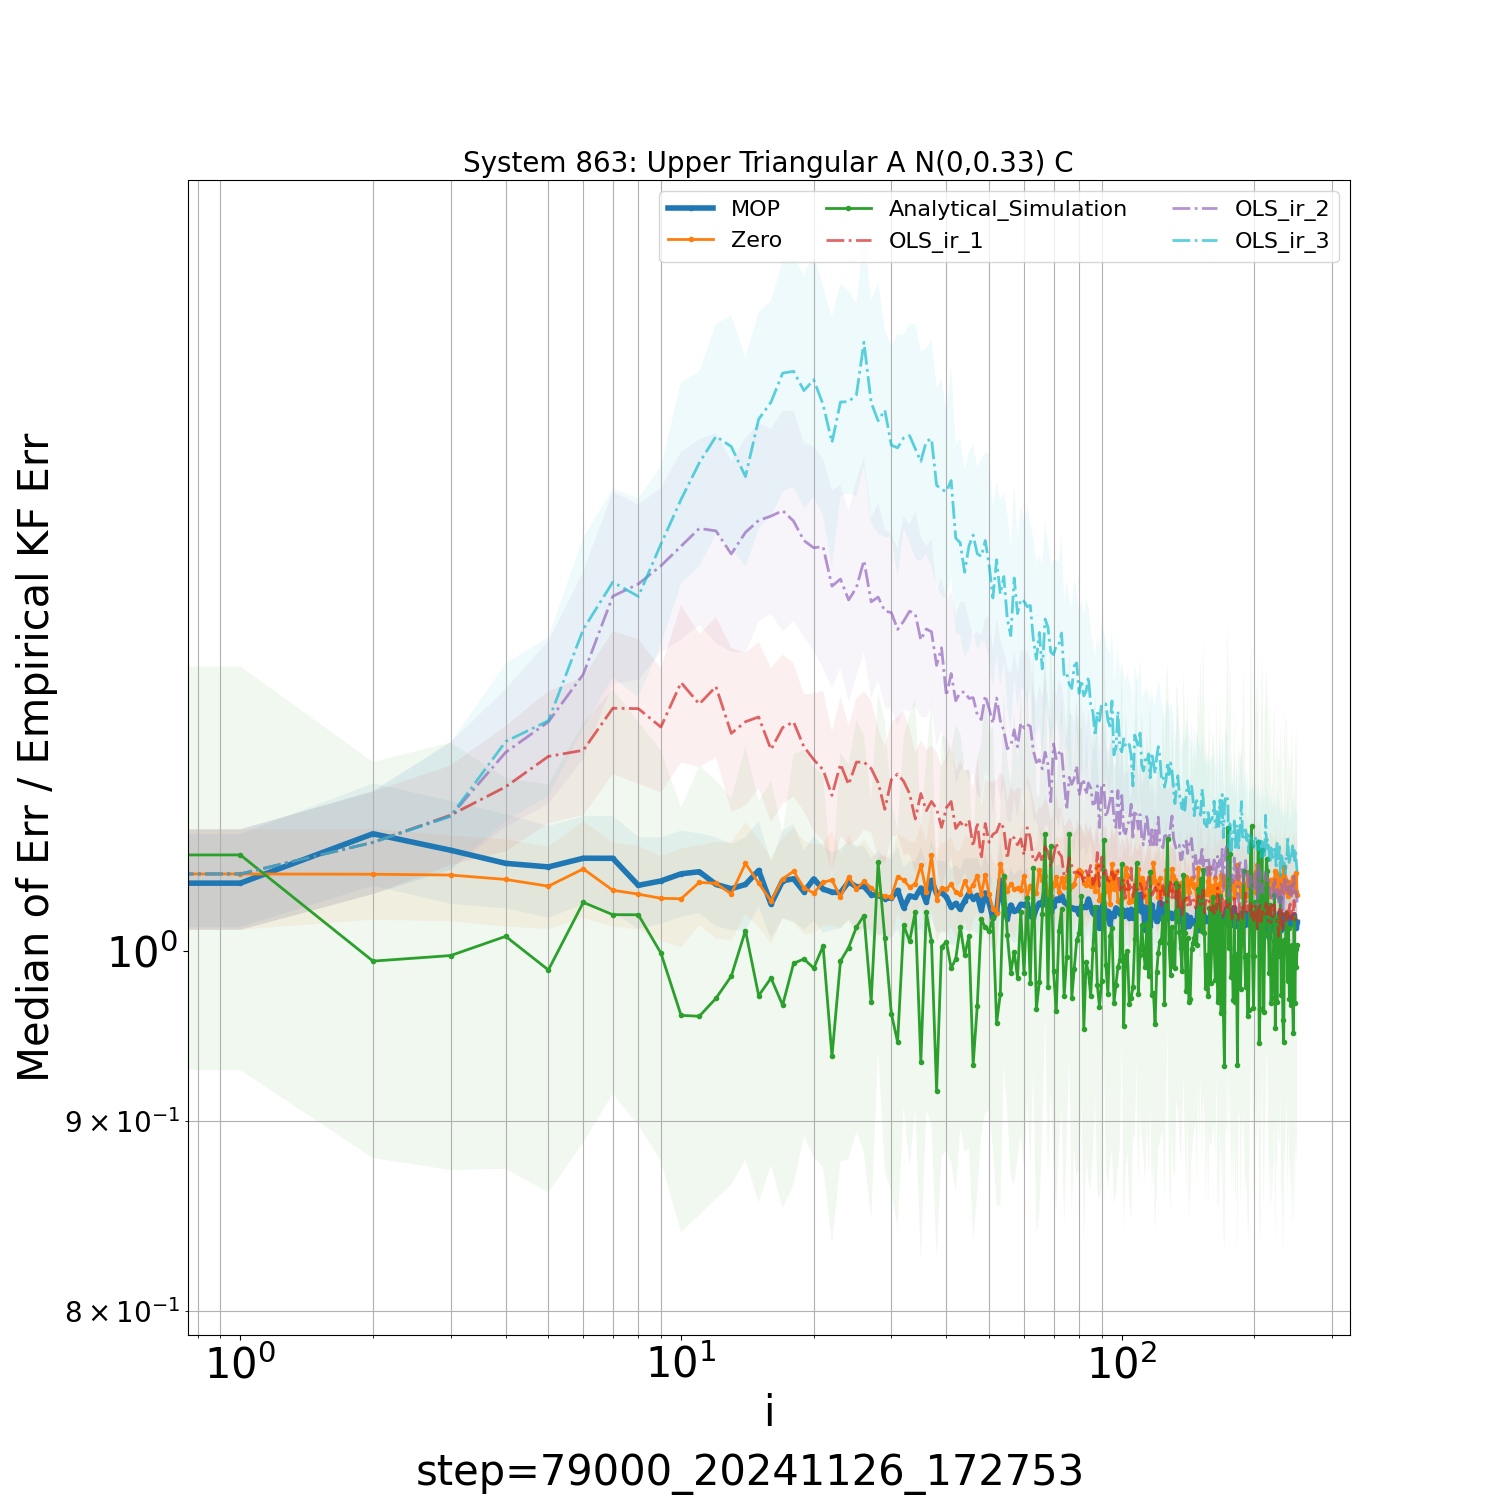 System 863: Upper Triangular A N(0,0.33) C
MOP
Zero
Analytical_Simulation
OLS_ir_1
OLS_ir_2
OLS_ir_3
Median of Err / Empirical KF Err
10⁰
9 × 10⁻¹
8 × 10⁻¹
10⁰ 10¹ 10²
i
step=79000_20241126_172753